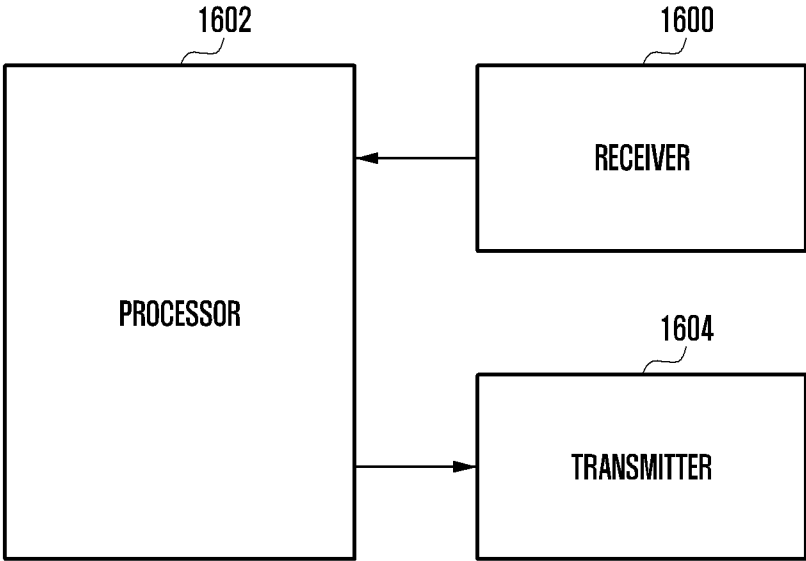 1602
1600
RECEIVER
PROCESSOR
1604
TRANSMITTER